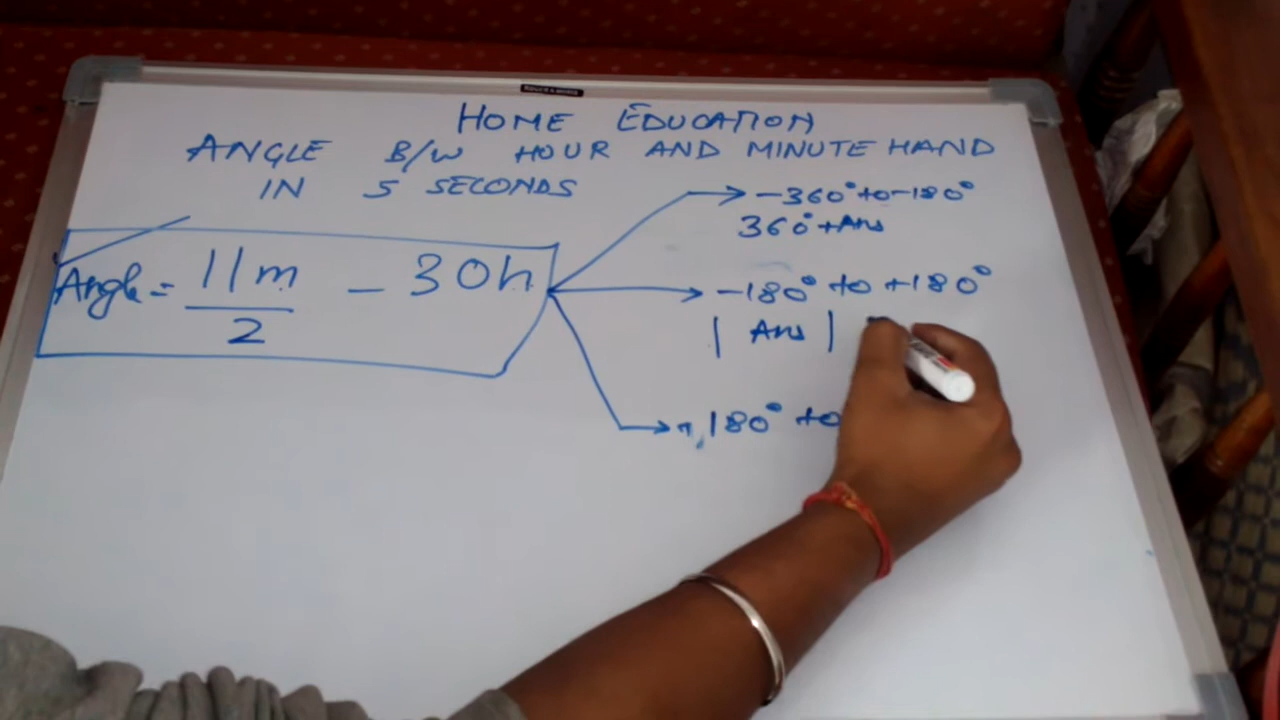 HOME EDUCATION
ANGLE B/W HOUR AND MINUTE HAND
IN 5 SECONDS
Angle = 11m/2 - 30h
-360° to -180°
360° + Ans
-180° to +180°
| Ans |
180° to